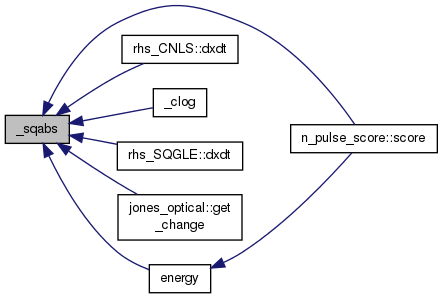 _sqabs
rhs_CNLS::dxdt
_clog
rhs_SQGLE::dxdt
jones_optical::get
_change
energy
n_pulse_score::score